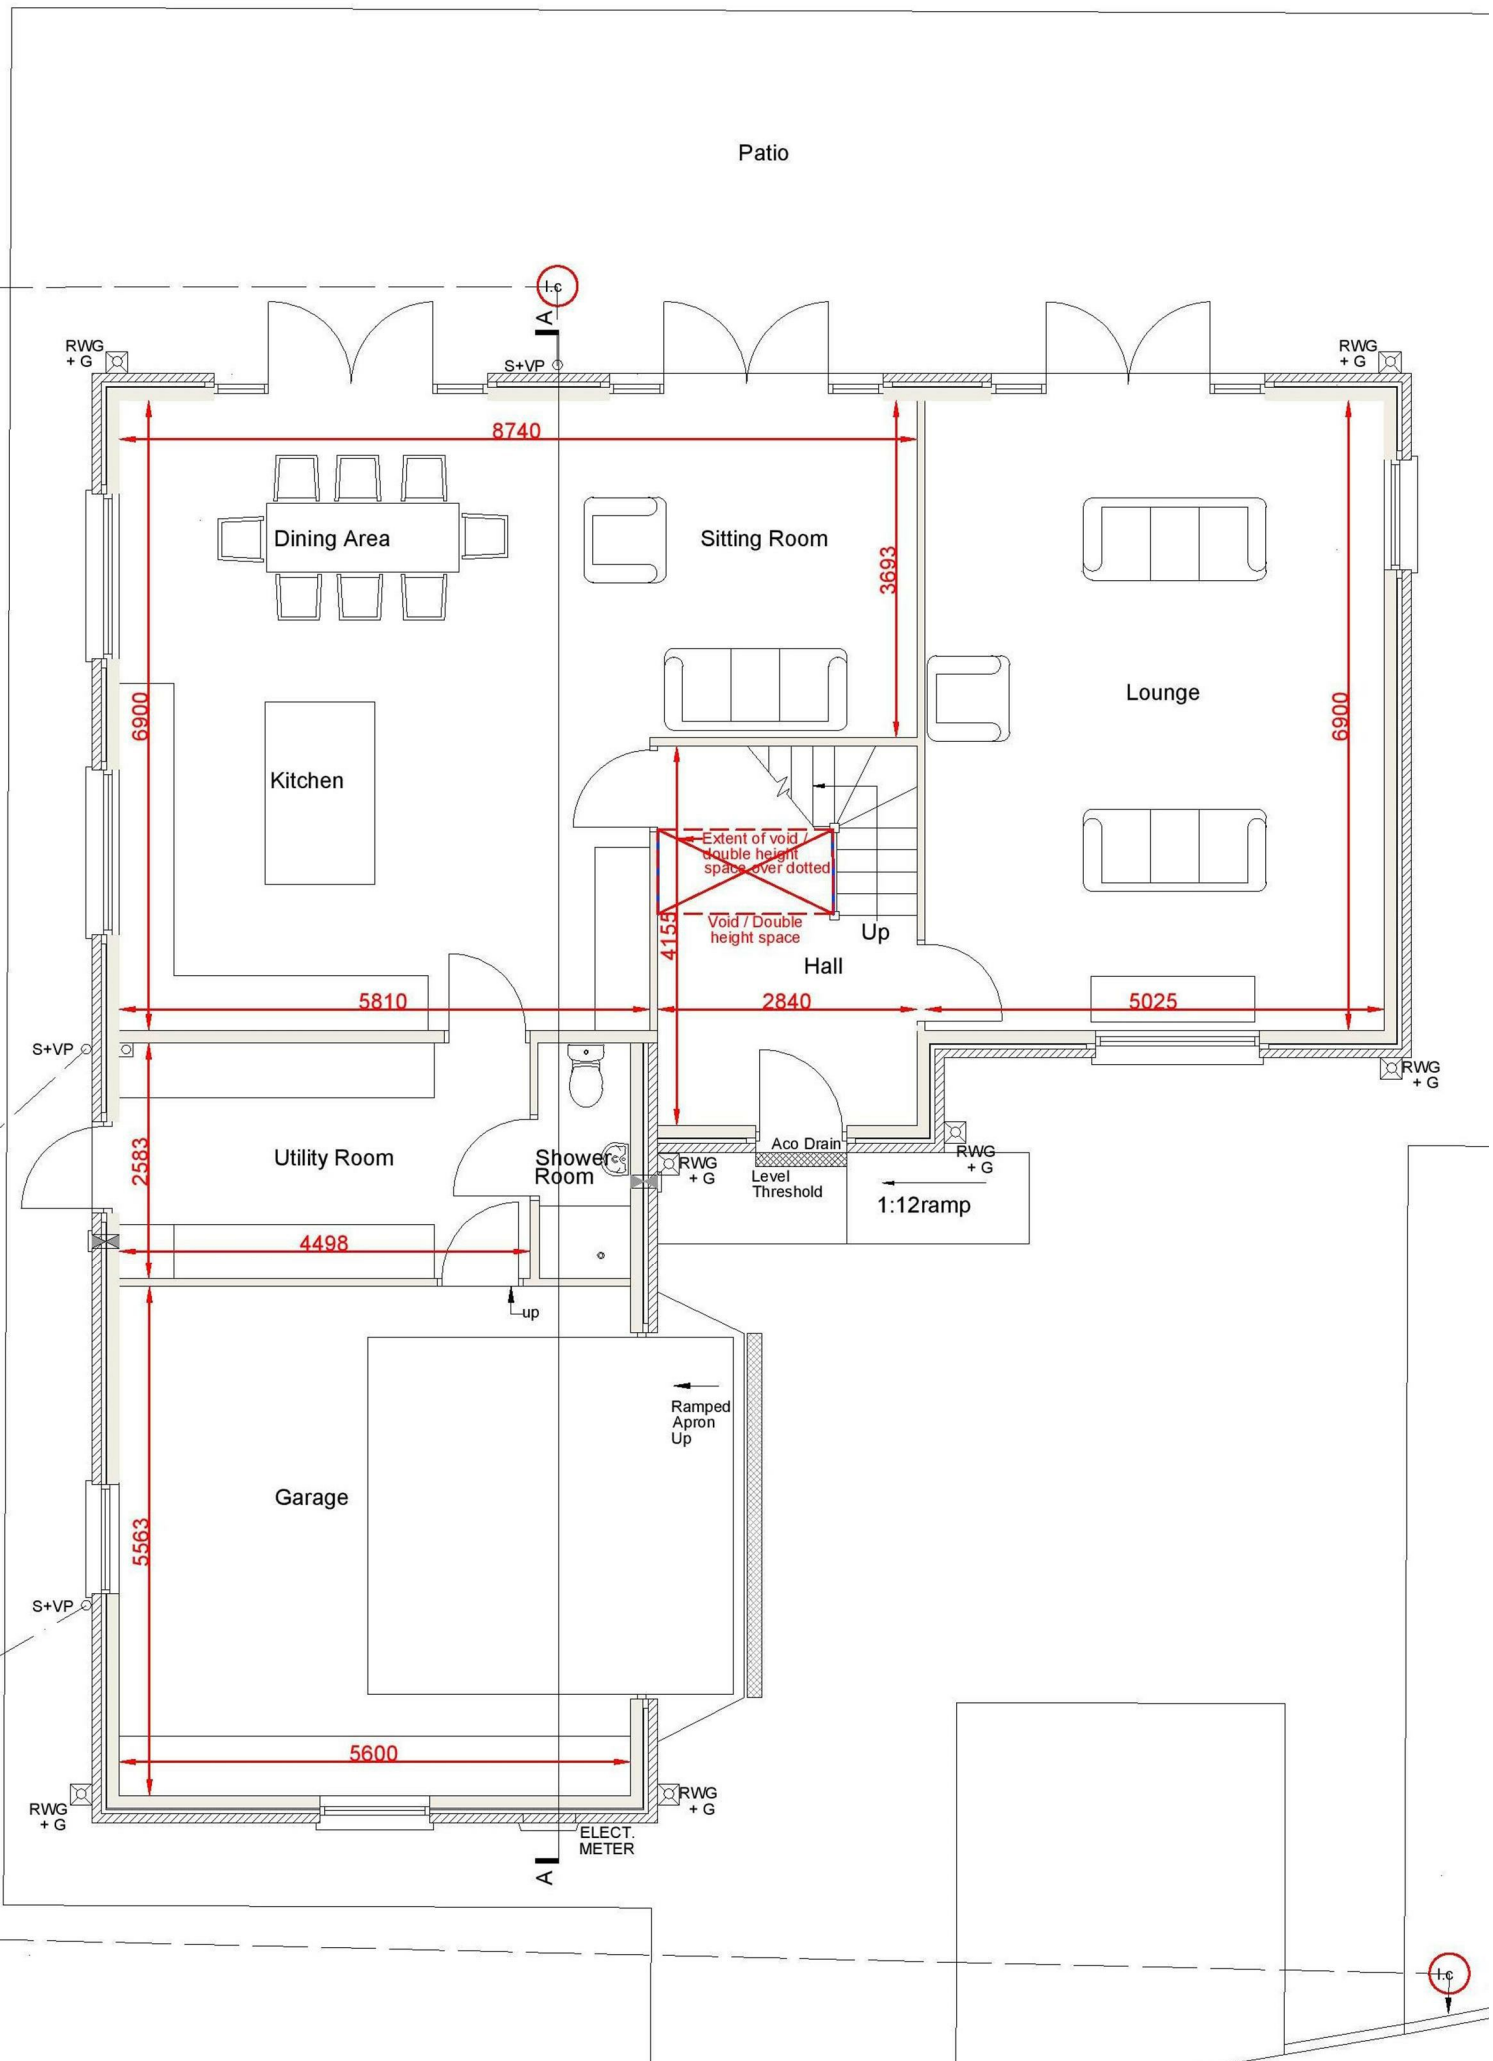 Patio
I.c
A
RWG
+ G
S+VP
RWG
+ G
8740
Dining Area
Sitting Room
3693
6900
Lounge
6900
Kitchen
Extent of void /
double height
space over dotted
Void / Double
height space
4155
Up
Hall
5810
2840
5025
S+VP
RWG
+ G
Aco Drain
RWG
+ G
2583
Utility Room
Shower
Room
RWG
+ G
Level
Threshold
1:12ramp
4498
up
Ramped
Apron
Up
Garage
5563
S+VP
5600
RWG
+ G
RWG
+ G
ELECT.
METER
A
I.c